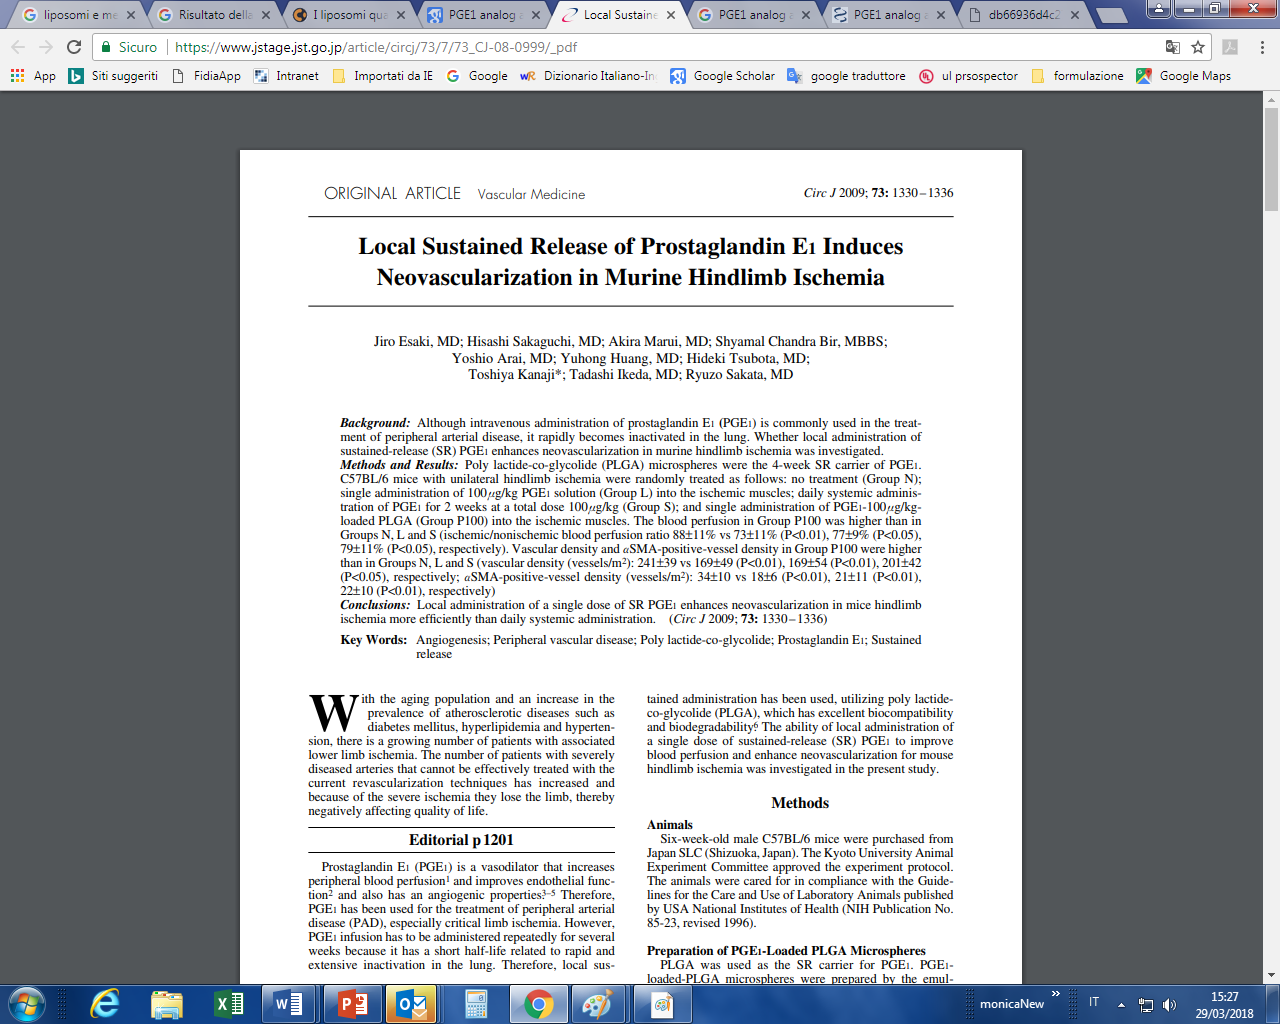 liposomi e me
Risultato della
I liposomi qua
PGE1 analog
Local Sustaine
PGE1 analog
PGE1 analog
db66936d4c2
Sicuro | https://www.jstage.jst.go.jp/article/circj/73/7/73_CJ-08-0999/_pdf
App Siti suggeriti FidiaApp Intranet Importati da IE Google Dizionario Italiano-In Google Scholar google traduttore ul prsospector formulazione Google Maps
ORIGINAL ARTICLE Vascular Medicine
Circ J 2009; 73: 1330–1336
Local Sustained Release of Prostaglandin E1 Induces
Neovascularization in Murine Hindlimb Ischemia
Jiro Esaki, MD; Hisashi Sakaguchi, MD; Akira Marui, MD; Shyamal Chandra Bir, MBBS;
Yoshio Arai, MD; Yuhong Huang, MD; Hideki Tsubota, MD;
Toshiya Kanaji*; Tadashi Ikeda, MD; Ryuzo Sakata, MD
Background: Although intravenous administration of prostaglandin E1 (PGE1) is commonly used in the treat-
ment of peripheral arterial disease, it rapidly becomes inactivated in the lung. Whether local administration of
sustained-release (SR) PGE1 enhances neovascularization in murine hindlimb ischemia was investigated.
Methods and Results: Poly lactide-co-glycolide (PLGA) microspheres were the 4-week SR carrier of PGE1.
C57BL/6 mice with unilateral hindlimb ischemia were randomly treated as follows: no treatment (Group N);
single administration of 100μg/kg PGE1 solution (Group L) into the ischemic muscles; daily systemic adminis-
tration of PGE1 for 2 weeks at a total dose 100μg/kg (Group S); and single administration of PGE1-100μg/kg-
loaded PLGA (Group P100) into the ischemic muscles. The blood perfusion in Group P100 was higher than in
Groups N, L and S (ischemic/nonischemic blood perfusion ratio 88±11% vs 73±11% (P<0.01), 77±9% (P<0.05),
79±11% (P<0.05), respectively). Vascular density and αSMA-positive-vessel density in Group P100 were higher
than in Groups N, L and S (vascular density (vessels/m²): 241±39 vs 169±49 (P<0.01), 169±54 (P<0.01), 201±42
(P<0.05), respectively; αSMA-positive-vessel density (vessels/m²): 34±10 vs 18±6 (P<0.01), 21±11 (P<0.01),
22±10 (P<0.01), respectively)
Conclusions: Local administration of a single dose of SR PGE1 enhances neovascularization in mice hindlimb
ischemia more efficiently than daily systemic administration. (Circ J 2009; 73: 1330–1336)
Key Words: Angiogenesis; Peripheral vascular disease; Poly lactide-co-glycolide; Prostaglandin E1; Sustained
release
With the aging population and an increase in the
prevalence of atherosclerotic diseases such as
diabetes mellitus, hyperlipidemia and hyperten-
sion, there is a growing number of patients with associated
lower limb ischemia. The number of patients with severely
diseased arteries that cannot be effectively treated with the
current revascularization techniques has increased and
because of the severe ischemia they lose the limb, thereby
negatively affecting quality of life.
Editorial p 1201
Prostaglandin E1 (PGE1) is a vasodilator that increases
peripheral blood perfusion¹ and improves endothelial func-
tion² and also has an angiogenic properties.³⁻⁵ Therefore,
PGE1 has been used for the treatment of peripheral arterial
disease (PAD), especially critical limb ischemia. However,
PGE1 infusion has to be administered repeatedly for several
weeks because it has a short half-life related to rapid and
extensive inactivation in the lung. Therefore, local sus-
tained administration has been used, utilizing poly lactide-
co-glycolide (PLGA), which has excellent biocompatibility
and biodegradability.⁶ The ability of local administration of
a single dose of sustained-release (SR) PGE1 to improve
blood perfusion and enhance neovascularization for mouse
hindlimb ischemia was investigated in the present study.
Methods
Animals
Six-week-old male C57BL/6 mice were purchased from
Japan SLC (Shizuoka, Japan). The Kyoto University Animal
Experiment Committee approved the experiment protocol.
The animals were cared for in compliance with the Guide-
lines for the Care and Use of Laboratory Animals published
by USA National Institutes of Health (NIH Publication No.
85-23, revised 1996).
Preparation of PGE1-Loaded PLGA Microspheres
PLGA was used as the SR carrier for PGE1. PGE1-
loaded-PLGA microspheres were prepared by the emul-
monicaNew
IT
15:27
29/03/2018